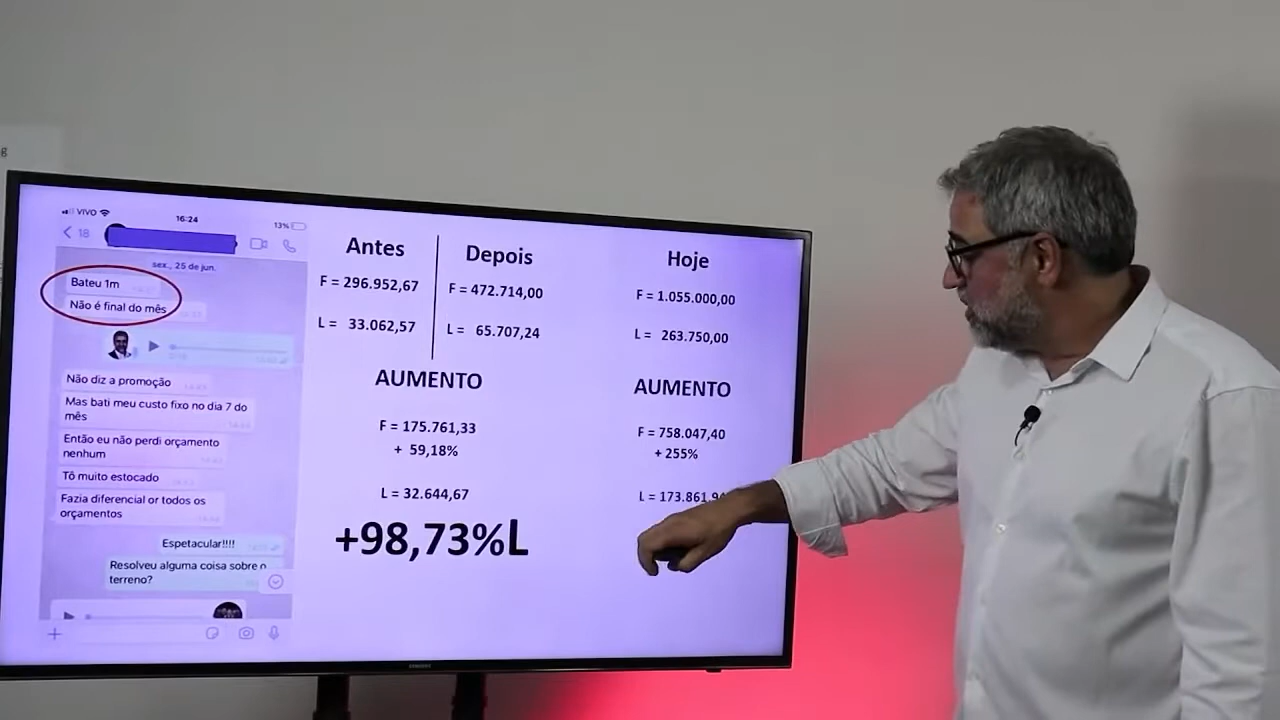 g
VIVO
16:24
13%
18
sex., 25 de jun.
Bateu 1m
Não é final do mês
Não diz a promoção
Mas bati meu custo fixo no dia 7 do
mês
Então eu não perdi orçamento
nenhum
Tô muito estocado
Fazia diferencial or todos os
orçamentos
Espetacular!!!!
Resolveu alguma coisa sobre o
terreno?
Antes
F = 296.952,67
L = 33.062,57
Depois
F = 472.714,00
L = 65.707,24
AUMENTO
F = 175.761,33
+ 59,18%
L = 32.644,67
+98,73%L
Hoje
F = 1.055.000,00
L = 263.750,00
AUMENTO
F = 758.047,40
+ 255%
L = 173.861,9
SAMSUNG